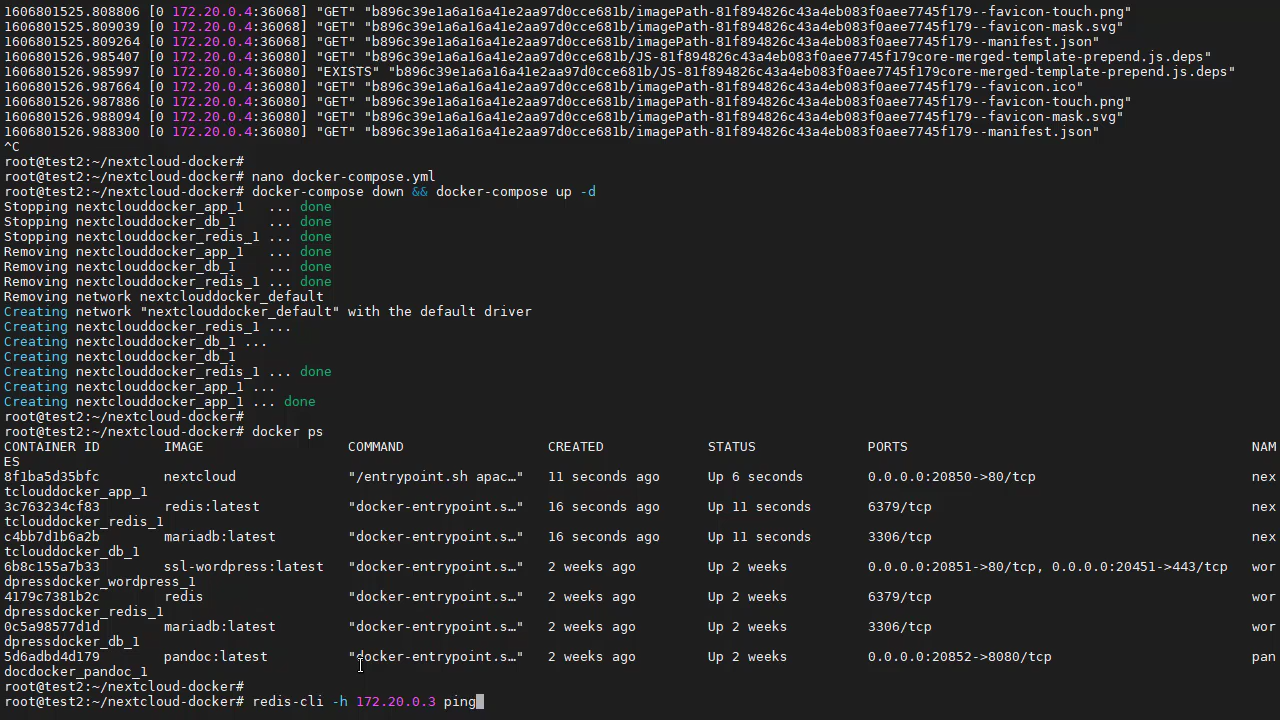 1606801525.808806 [0 172.20.0.4:36068] "GET" "b896c39e1a6a16a41e2aa97d0cce681b/imagePath-81f894826c43a4eb083f0aee7745f179--favicon-touch.png"
1606801525.809039 [0 172.20.0.4:36068] "GET" "b896c39e1a6a16a41e2aa97d0cce681b/imagePath-81f894826c43a4eb083f0aee7745f179--favicon-mask.svg"
1606801525.809264 [0 172.20.0.4:36068] "GET" "b896c39e1a6a16a41e2aa97d0cce681b/imagePath-81f894826c43a4eb083f0aee7745f179--manifest.json"
1606801526.985407 [0 172.20.0.4:36080] "GET" "b896c39e1a6a16a41e2aa97d0cce681b/JS-81f894826c43a4eb083f0aee7745f179core-merged-template-prepend.js.deps"
1606801526.985997 [0 172.20.0.4:36080] "EXISTS" "b896c39e1a6a16a41e2aa97d0cce681b/JS-81f894826c43a4eb083f0aee7745f179core-merged-template-prepend.js.deps"
1606801526.987664 [0 172.20.0.4:36080] "GET" "b896c39e1a6a16a41e2aa97d0cce681b/imagePath-81f894826c43a4eb083f0aee7745f179--favicon.ico"
1606801526.987886 [0 172.20.0.4:36080] "GET" "b896c39e1a6a16a41e2aa97d0cce681b/imagePath-81f894826c43a4eb083f0aee7745f179--favicon-touch.png"
1606801526.988094 [0 172.20.0.4:36080] "GET" "b896c39e1a6a16a41e2aa97d0cce681b/imagePath-81f894826c43a4eb083f0aee7745f179--favicon-mask.svg"
1606801526.988300 [0 172.20.0.4:36080] "GET" "b896c39e1a6a16a41e2aa97d0cce681b/imagePath-81f894826c43a4eb083f0aee7745f179--manifest.json"
^C
root@test2:~/nextcloud-docker#
root@test2:~/nextcloud-docker# nano docker-compose.yml
root@test2:~/nextcloud-docker# docker-compose down && docker-compose up -d
Stopping nextclouddocker_app_1   ... done
Stopping nextclouddocker_db_1    ... done
Stopping nextclouddocker_redis_1 ... done
Removing nextclouddocker_app_1   ... done
Removing nextclouddocker_db_1    ... done
Removing nextclouddocker_redis_1 ... done
Removing network nextclouddocker_default
Creating network "nextclouddocker_default" with the default driver
Creating nextclouddocker_redis_1 ...
Creating nextclouddocker_db_1 ...
Creating nextclouddocker_db_1
Creating nextclouddocker_redis_1 ... done
Creating nextclouddocker_app_1 ...
Creating nextclouddocker_app_1 ... done
root@test2:~/nextcloud-docker#
root@test2:~/nextcloud-docker# docker ps
CONTAINER ID        IMAGE                  COMMAND                  CREATED             STATUS              PORTS                                           NAM
ES
8f1ba5d35bfc        nextcloud              "/entrypoint.sh apac…"   11 seconds ago      Up 6 seconds        0.0.0.0:20850->80/tcp                           nex
tclouddocker_app_1
3c763234cf83        redis:latest           "docker-entrypoint.s…"   16 seconds ago      Up 11 seconds       6379/tcp                                        nex
tclouddocker_redis_1
c4bb7d1b6a2b        mariadb:latest         "docker-entrypoint.s…"   16 seconds ago      Up 11 seconds       3306/tcp                                        nex
tclouddocker_db_1
6b8c155a7b33        ssl-wordpress:latest   "docker-entrypoint.s…"   2 weeks ago         Up 2 weeks          0.0.0.0:20851->80/tcp, 0.0.0.0:20451->443/tcp   wor
dpressdocker_wordpress_1
4179c7381b2c        redis                  "docker-entrypoint.s…"   2 weeks ago         Up 2 weeks          6379/tcp                                        wor
dpressdocker_redis_1
0c5a98577d1d        mariadb:latest         "docker-entrypoint.s…"   2 weeks ago         Up 2 weeks          3306/tcp                                        wor
dpressdocker_db_1
5d6adbd4d179        pandoc:latest          "docker-entrypoint.s…"   2 weeks ago         Up 2 weeks          0.0.0.0:20852->8080/tcp                         pan
docdocker_pandoc_1
root@test2:~/nextcloud-docker#
root@test2:~/nextcloud-docker# redis-cli -h 172.20.0.3 ping